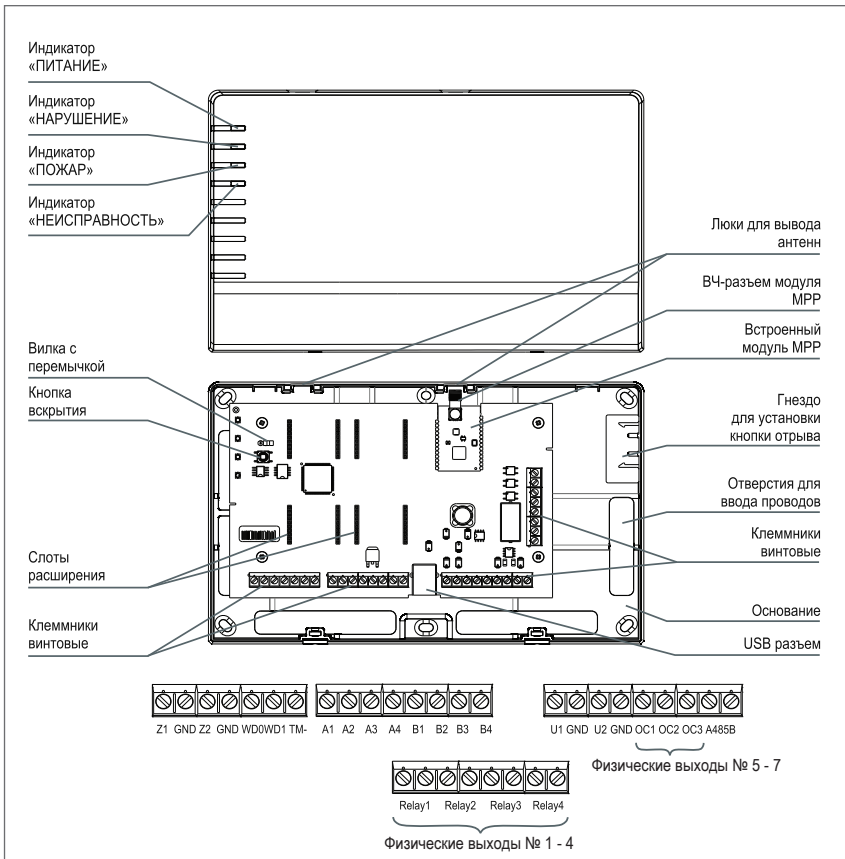 Индикатор
«ПИТАНИЕ»
Индикатор
«НАРУШЕНИЕ»
Индикатор
«ПОЖАР»
Индикатор
«НЕИСПРАВНОСТЬ»
Люки для вывода
антенн
ВЧ-разъем модуля
МРР
Встроенный
модуль МРР
Вилка с
перемычкой
Кнопка
вскрытия
Гнездо
для установки
кнопки отрыва
Отверстия для
ввода проводов
Клеммники
винтовые
Слоты
расширения
Основание
Клеммники
винтовые
USB разъем
Z1 GND Z2 GND WD0 WD1 TM-
A1 A2 A3 A4 B1 B2 B3 B4
U1 GND U2 GND OC1 OC2 OC3 A485B
Физические выходы № 5 - 7
Relay1 Relay2 Relay3 Relay4
Физические выходы № 1 - 4